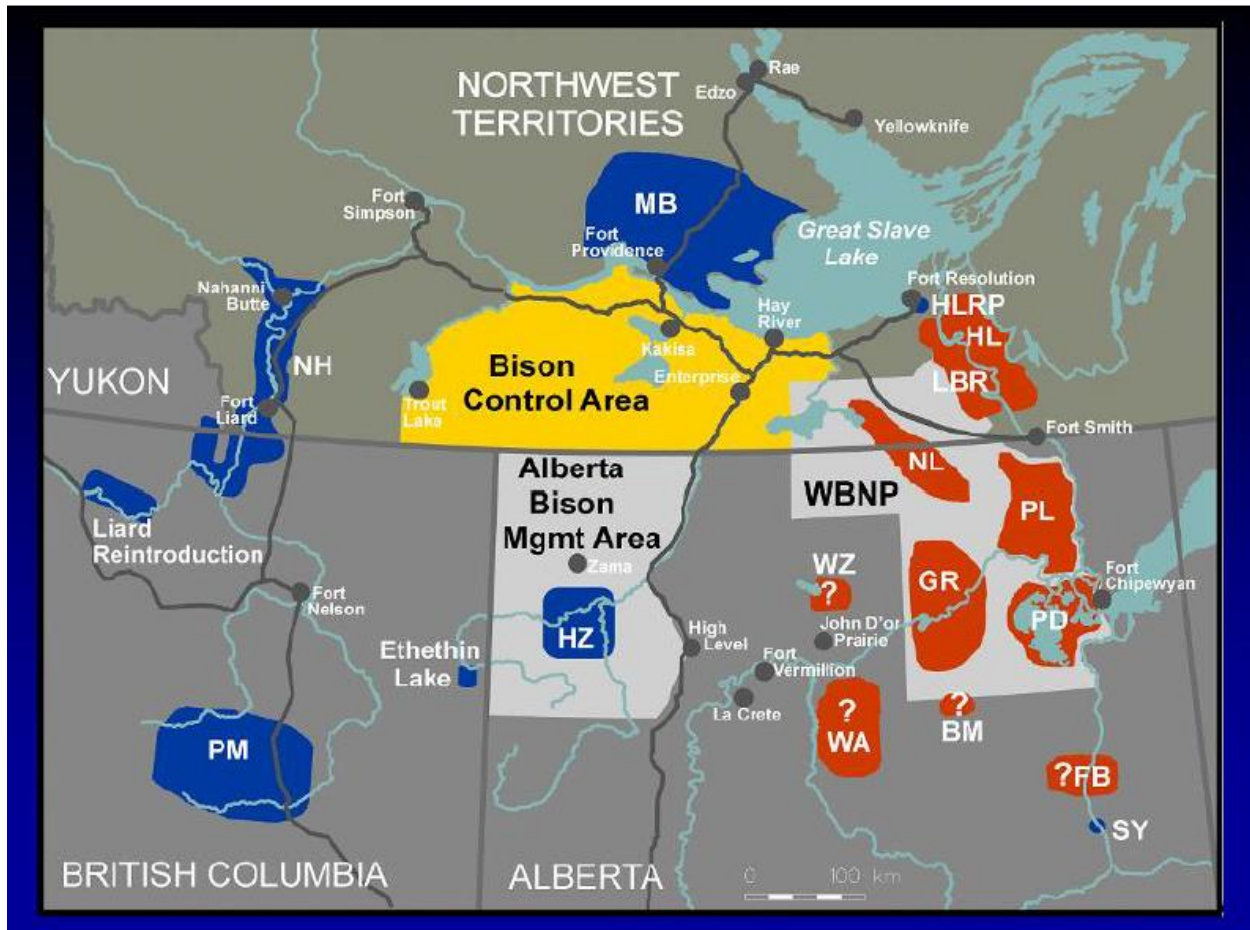 NORTHWEST
TERRITORIES
Rae
Edzo
Yellowknife
Fort
Simpson
MB
Fort
Providence
Great Slave
Lake
Nahanni
Butte
Fort Resolution
HLRP
Hay
River
HL
Kakisa
NH
Bison
Control Area
Enterprise
LBR
YUKON
Trout
Lake
Fort
Liard
Fort Smith
Alberta
Bison
Mgmt Area
NL
WBNP
PL
Liard
Reintroduction
Zama
WZ
?
GR
Fort
Chipewyan
Fort
Nelson
PD
HZ
High
Level
John D'or
Prairie
Ethethin
Lake
Fort
Vermillion
La Crete
?
WA
?
BM
PM
?FB
SY
BRITISH COLUMBIA
ALBERTA
0 100 km